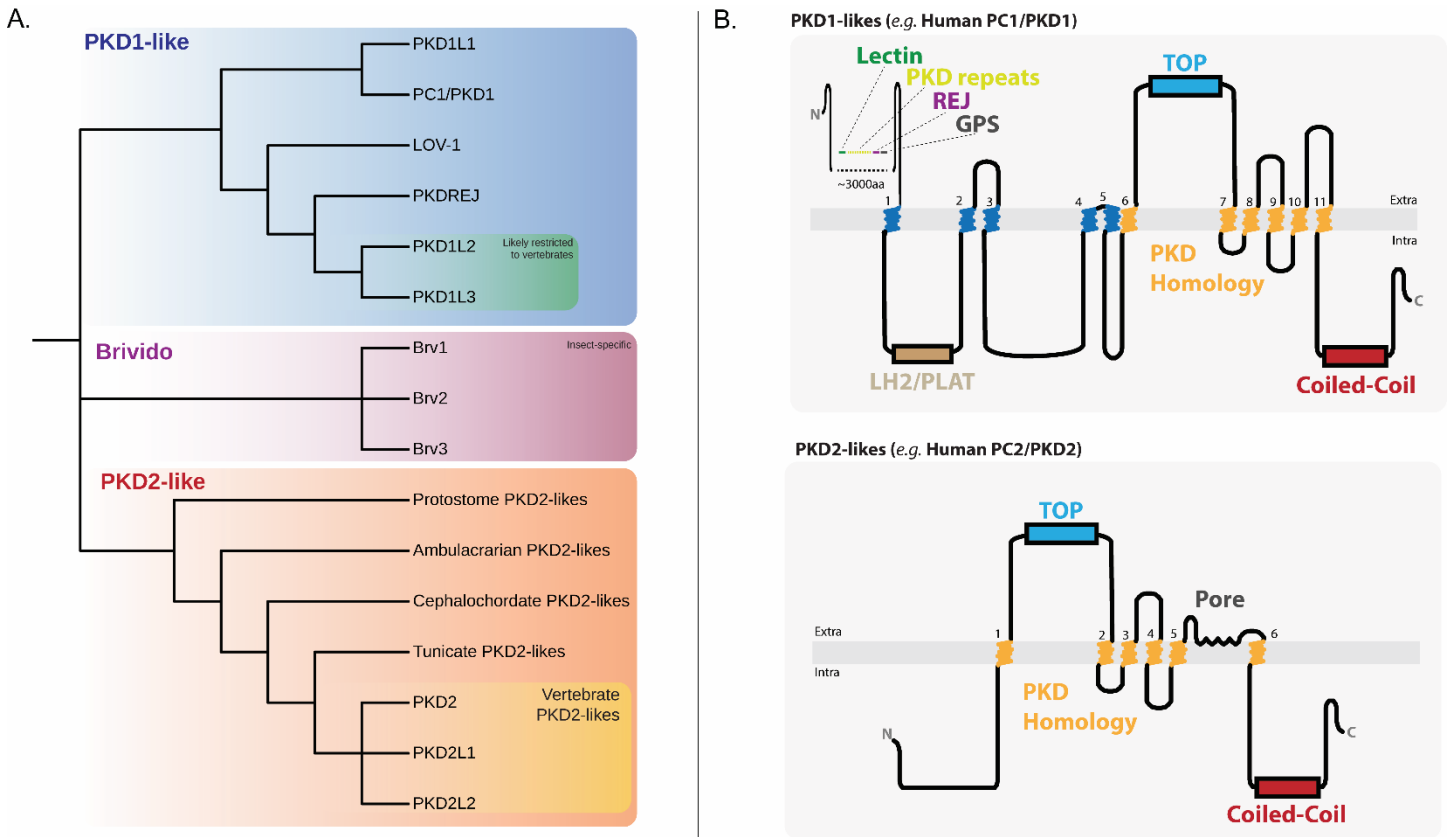 A.
PKD1-like
PKD1L1
PC1/PKD1
LOV-1
PKDREJ
PKD1L2
Likely restricted
to vertebrates
PKD1L3
Brivido
Brv1
Insect-specific
Brv2
Brv3
PKD2-like
Protostome PKD2-likes
Ambulacrarian PKD2-likes
Cephalochordate PKD2-likes
Tunicate PKD2-likes
PKD2
Vertebrate
PKD2-likes
PKD2L1
PKD2L2
B.
PKD1-likes (e.g. Human PC1/PKD1)
Lectin
PKD repeats
REJ
GPS
N
~3000aa
TOP
1
2
3
4
5
6
7
8
9
10
11
Extra
Intra
PKD
Homology
C
LH2/PLAT
Coiled-Coil
PKD2-likes (e.g. Human PC2/PKD2)
TOP
Pore
Extra
Intra
1
2
3
4
5
6
PKD
Homology
N
C
Coiled-Coil